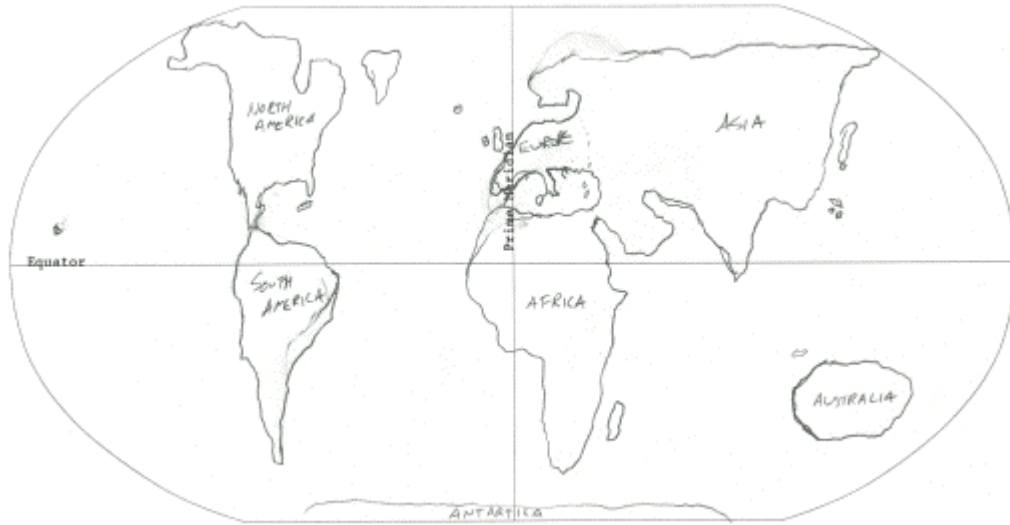 NORTH
AMERICA
EUROPE
ASIA
Prime Meridian
Equator
SOUTH
AMERICA
AFRICA
AUSTRALIA
ANTARTICA